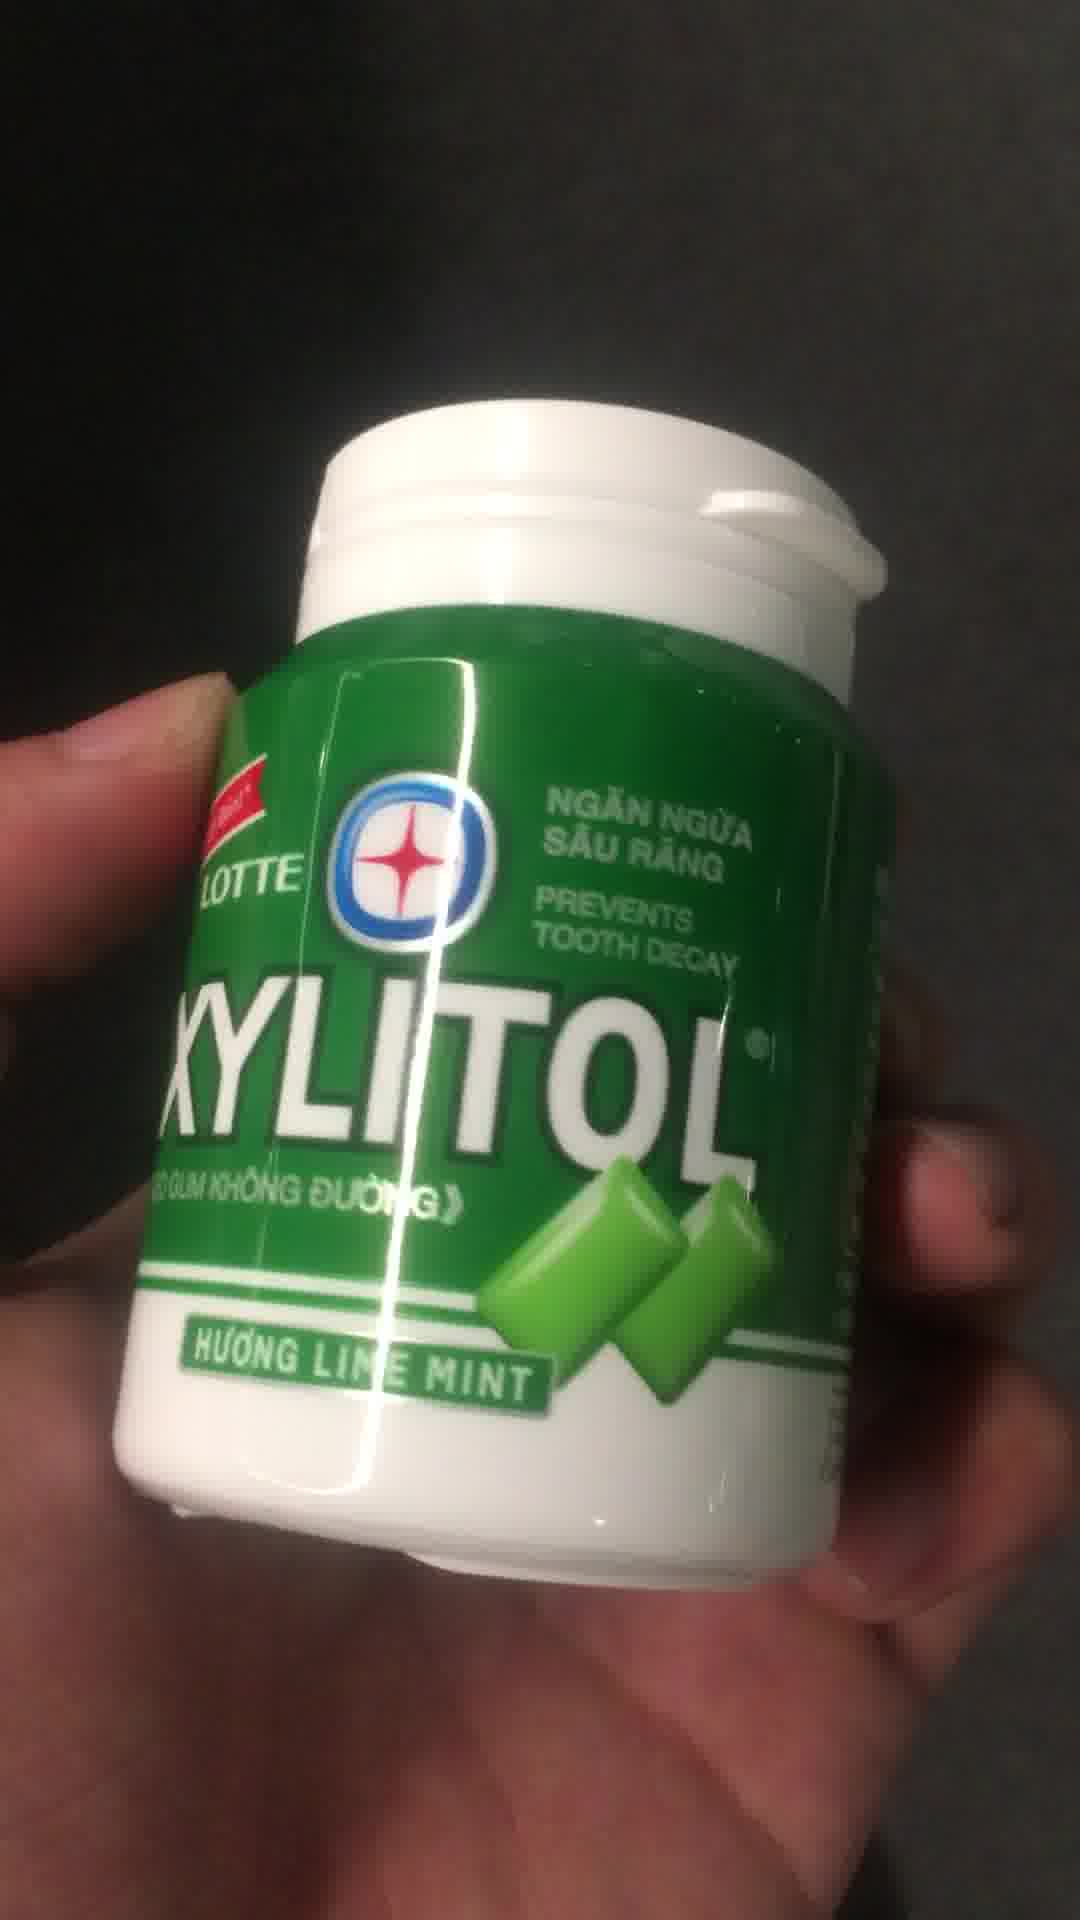 LOTTE
NGĂN NGỪA
SÂU RĂNG
PREVENTS
TOOTH DECAY
XYLITOL®
GUM KHÔNG ĐƯỜNG》
HƯƠNG LIME MINT